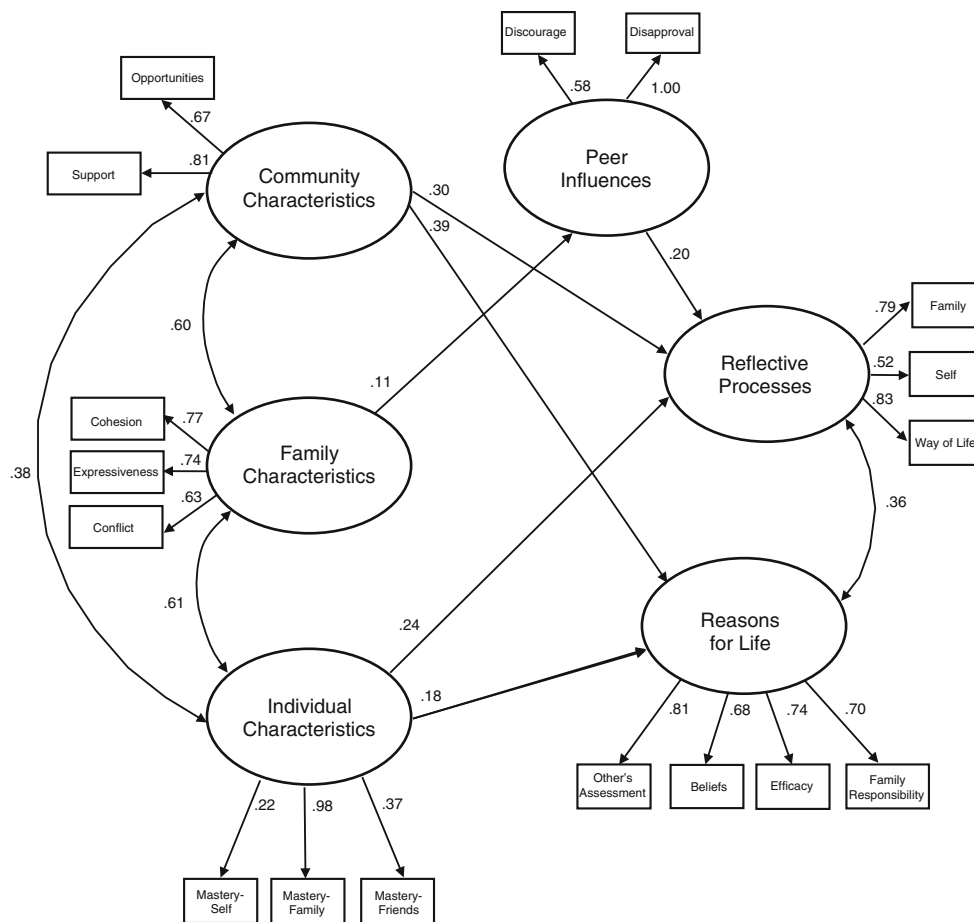 Discourage
Disapproval
.58
1.00
Opportunities
.67
Support
.81
Community
Characteristics
Peer
Influences
.30
.39
.20
.60
.11
Reflective
Processes
.79
Family
.52
Self
.83
Way of Life
Cohesion
.77
Expressiveness
.74
Conflict
.63
Family
Characteristics
.38
.36
.61
.24
Reasons
for Life
Individual
Characteristics
.18
.81
.68
.74
.70
Other's
Assessment
Beliefs
Efficacy
Family
Responsibility
.22
.98
.37
Mastery-
Self
Mastery-
Family
Mastery-
Friends